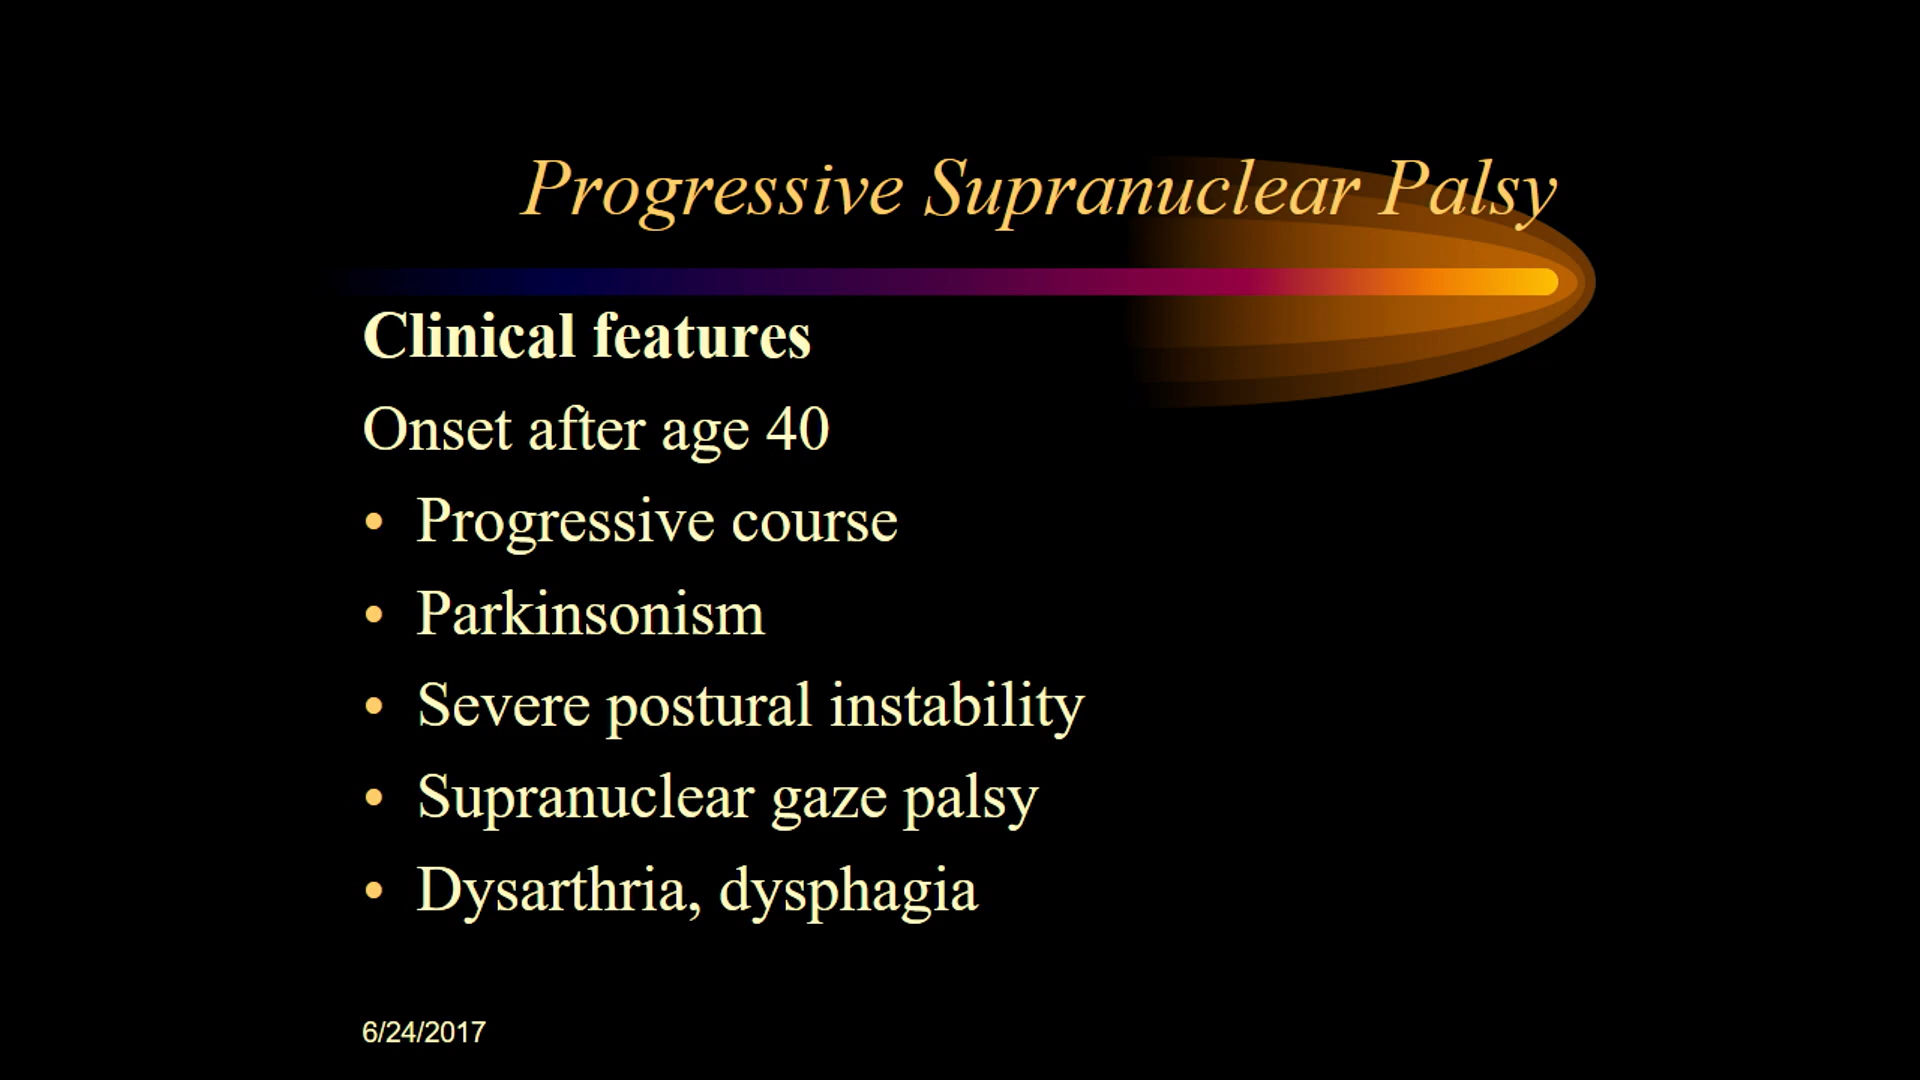 Progressive Supranuclear Palsy
Clinical features
Onset after age 40
• Progressive course
• Parkinsonism
• Severe postural instability
• Supranuclear gaze palsy
• Dysarthria, dysphagia
6/24/2017